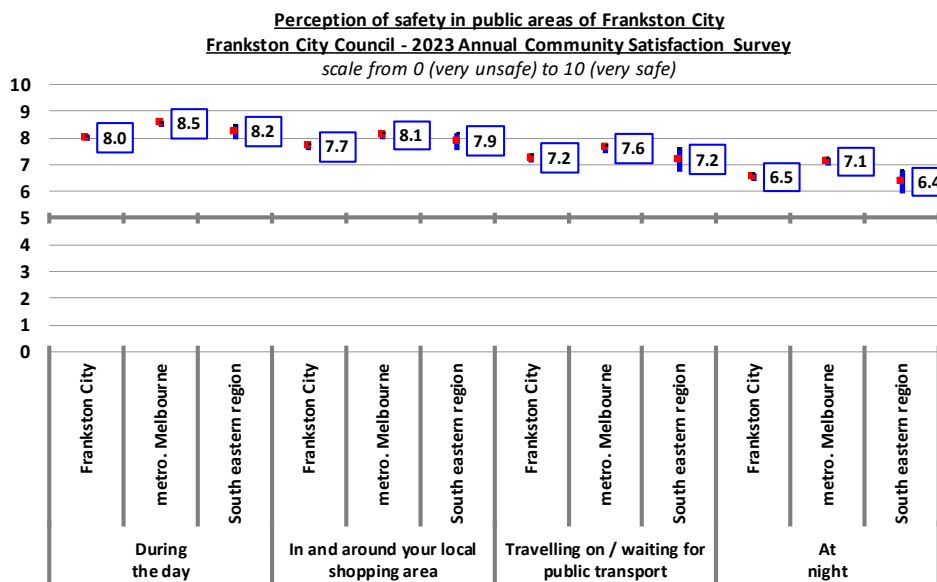 Perception of safety in public areas of Frankston City
Frankston City Council - 2023 Annual Community Satisfaction Survey
scale from 0 (very unsafe) to 10 (very safe)
10
9
8
7
6
5
4
3
2
1
0
8.0
8.5
8.2
7.7
8.1
7.9
7.2
7.6
7.2
6.5
7.1
6.4
Frankston City
metro. Melbourne
South eastern region
Frankston City
metro. Melbourne
South eastern region
Frankston City
metro. Melbourne
South eastern region
Frankston City
metro. Melbourne
South eastern region
During
the day
In and around your local
shopping area
Travelling on / waiting for
public transport
At
night